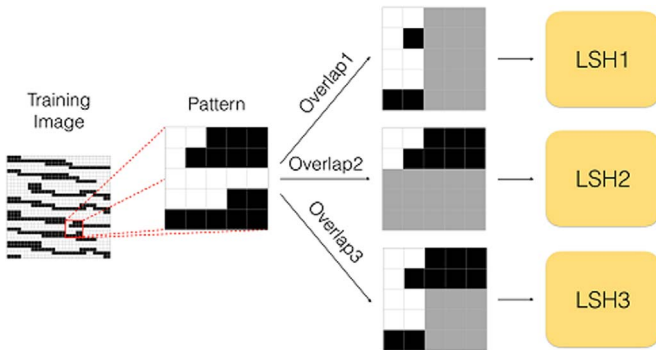 Training
Image
Pattern
Overlap1
Overlap2
Overlap3
LSH1
LSH2
LSH3